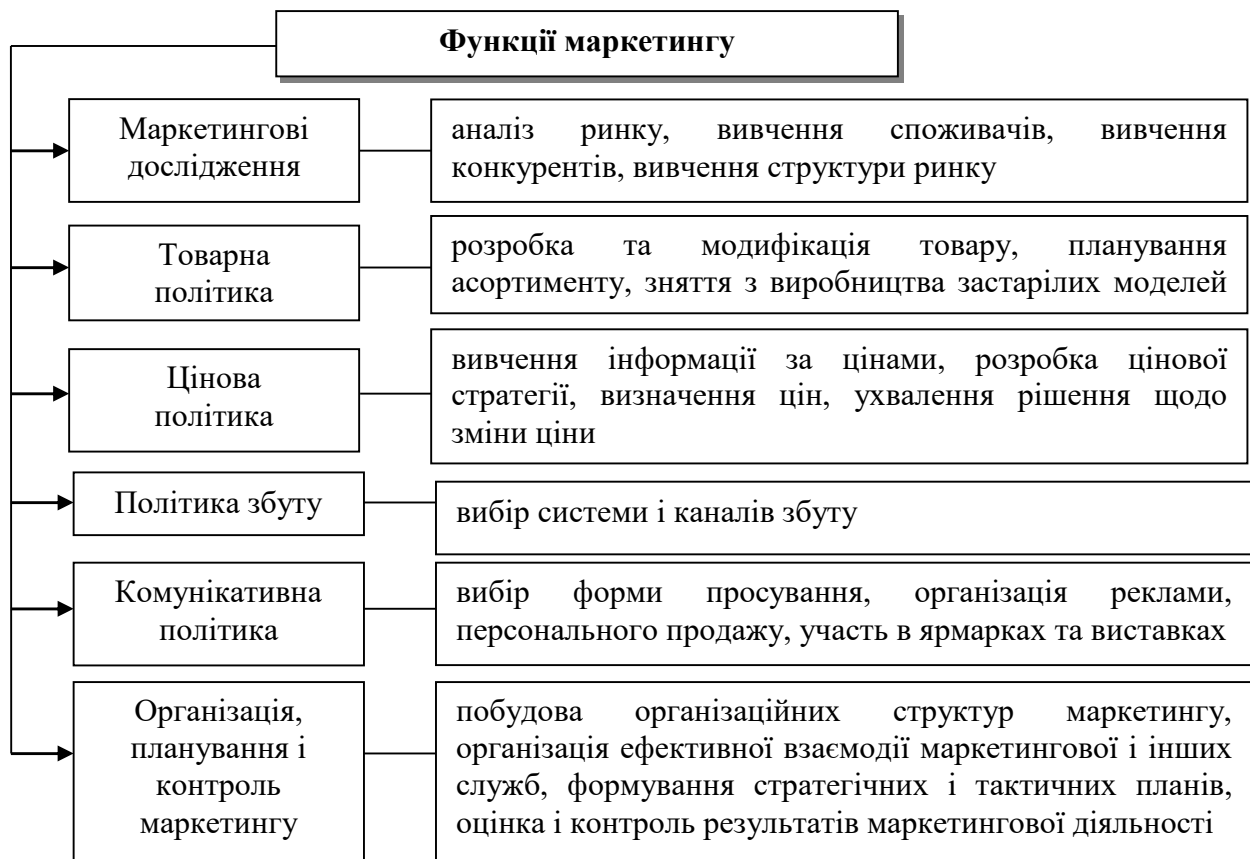 Функції маркетингу
Маркетингові
дослідження
аналіз ринку, вивчення споживачів, вивчення
конкурентів, вивчення структури ринку
Товарна
політика
розробка та модифікація товару, планування
асортименту, зняття з виробництва застарілих моделей
Цінова
політика
вивчення інформації за цінами, розробка цінової
стратегії, визначення цін, ухвалення рішення щодо
зміни ціни
Політика збуту
вибір системи і каналів збуту
Комунікативна
політика
вибір форми просування, організація реклами,
персонального продажу, участь в ярмарках та виставках
Організація,
планування і
контроль
маркетингу
побудова організаційних структур маркетингу,
організація ефективної взаємодії маркетингової і інших
служб, формування стратегічних і тактичних планів,
оцінка і контроль результатів маркетингової діяльності